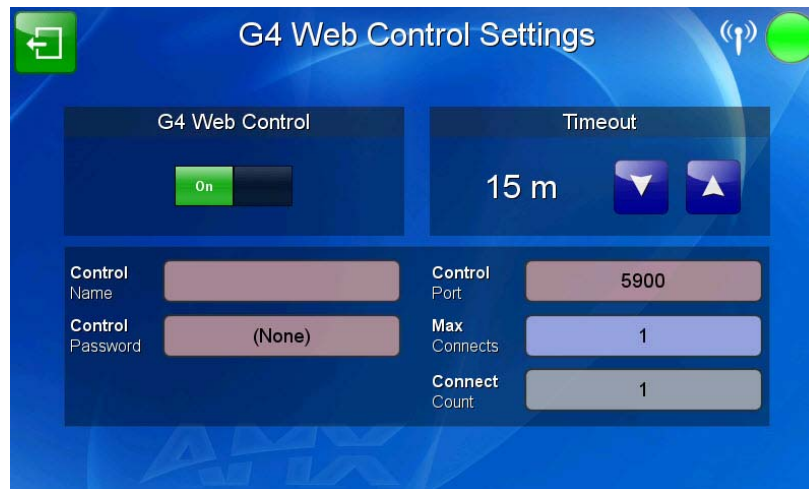 G4 Web Control Settings
G4 Web Control
Timeout
On
15 m
Control
Name
Control
Port
5900
Control
Password
(None)
Max
Connects
1
Connect
Count
1
AMX